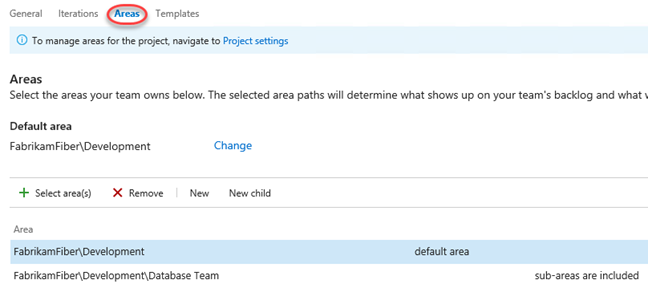 General Iterations Areas Templates
To manage areas for the project, navigate to Project settings
Areas
Select the areas your team owns below. The selected area paths will determine what shows up on your team's backlog and what
Default area
FabrikamFiber\Development Change
Select area(s) Remove New New child
Area
FabrikamFiber\Development default area
FabrikamFiber\Development\Database Team sub-areas are included